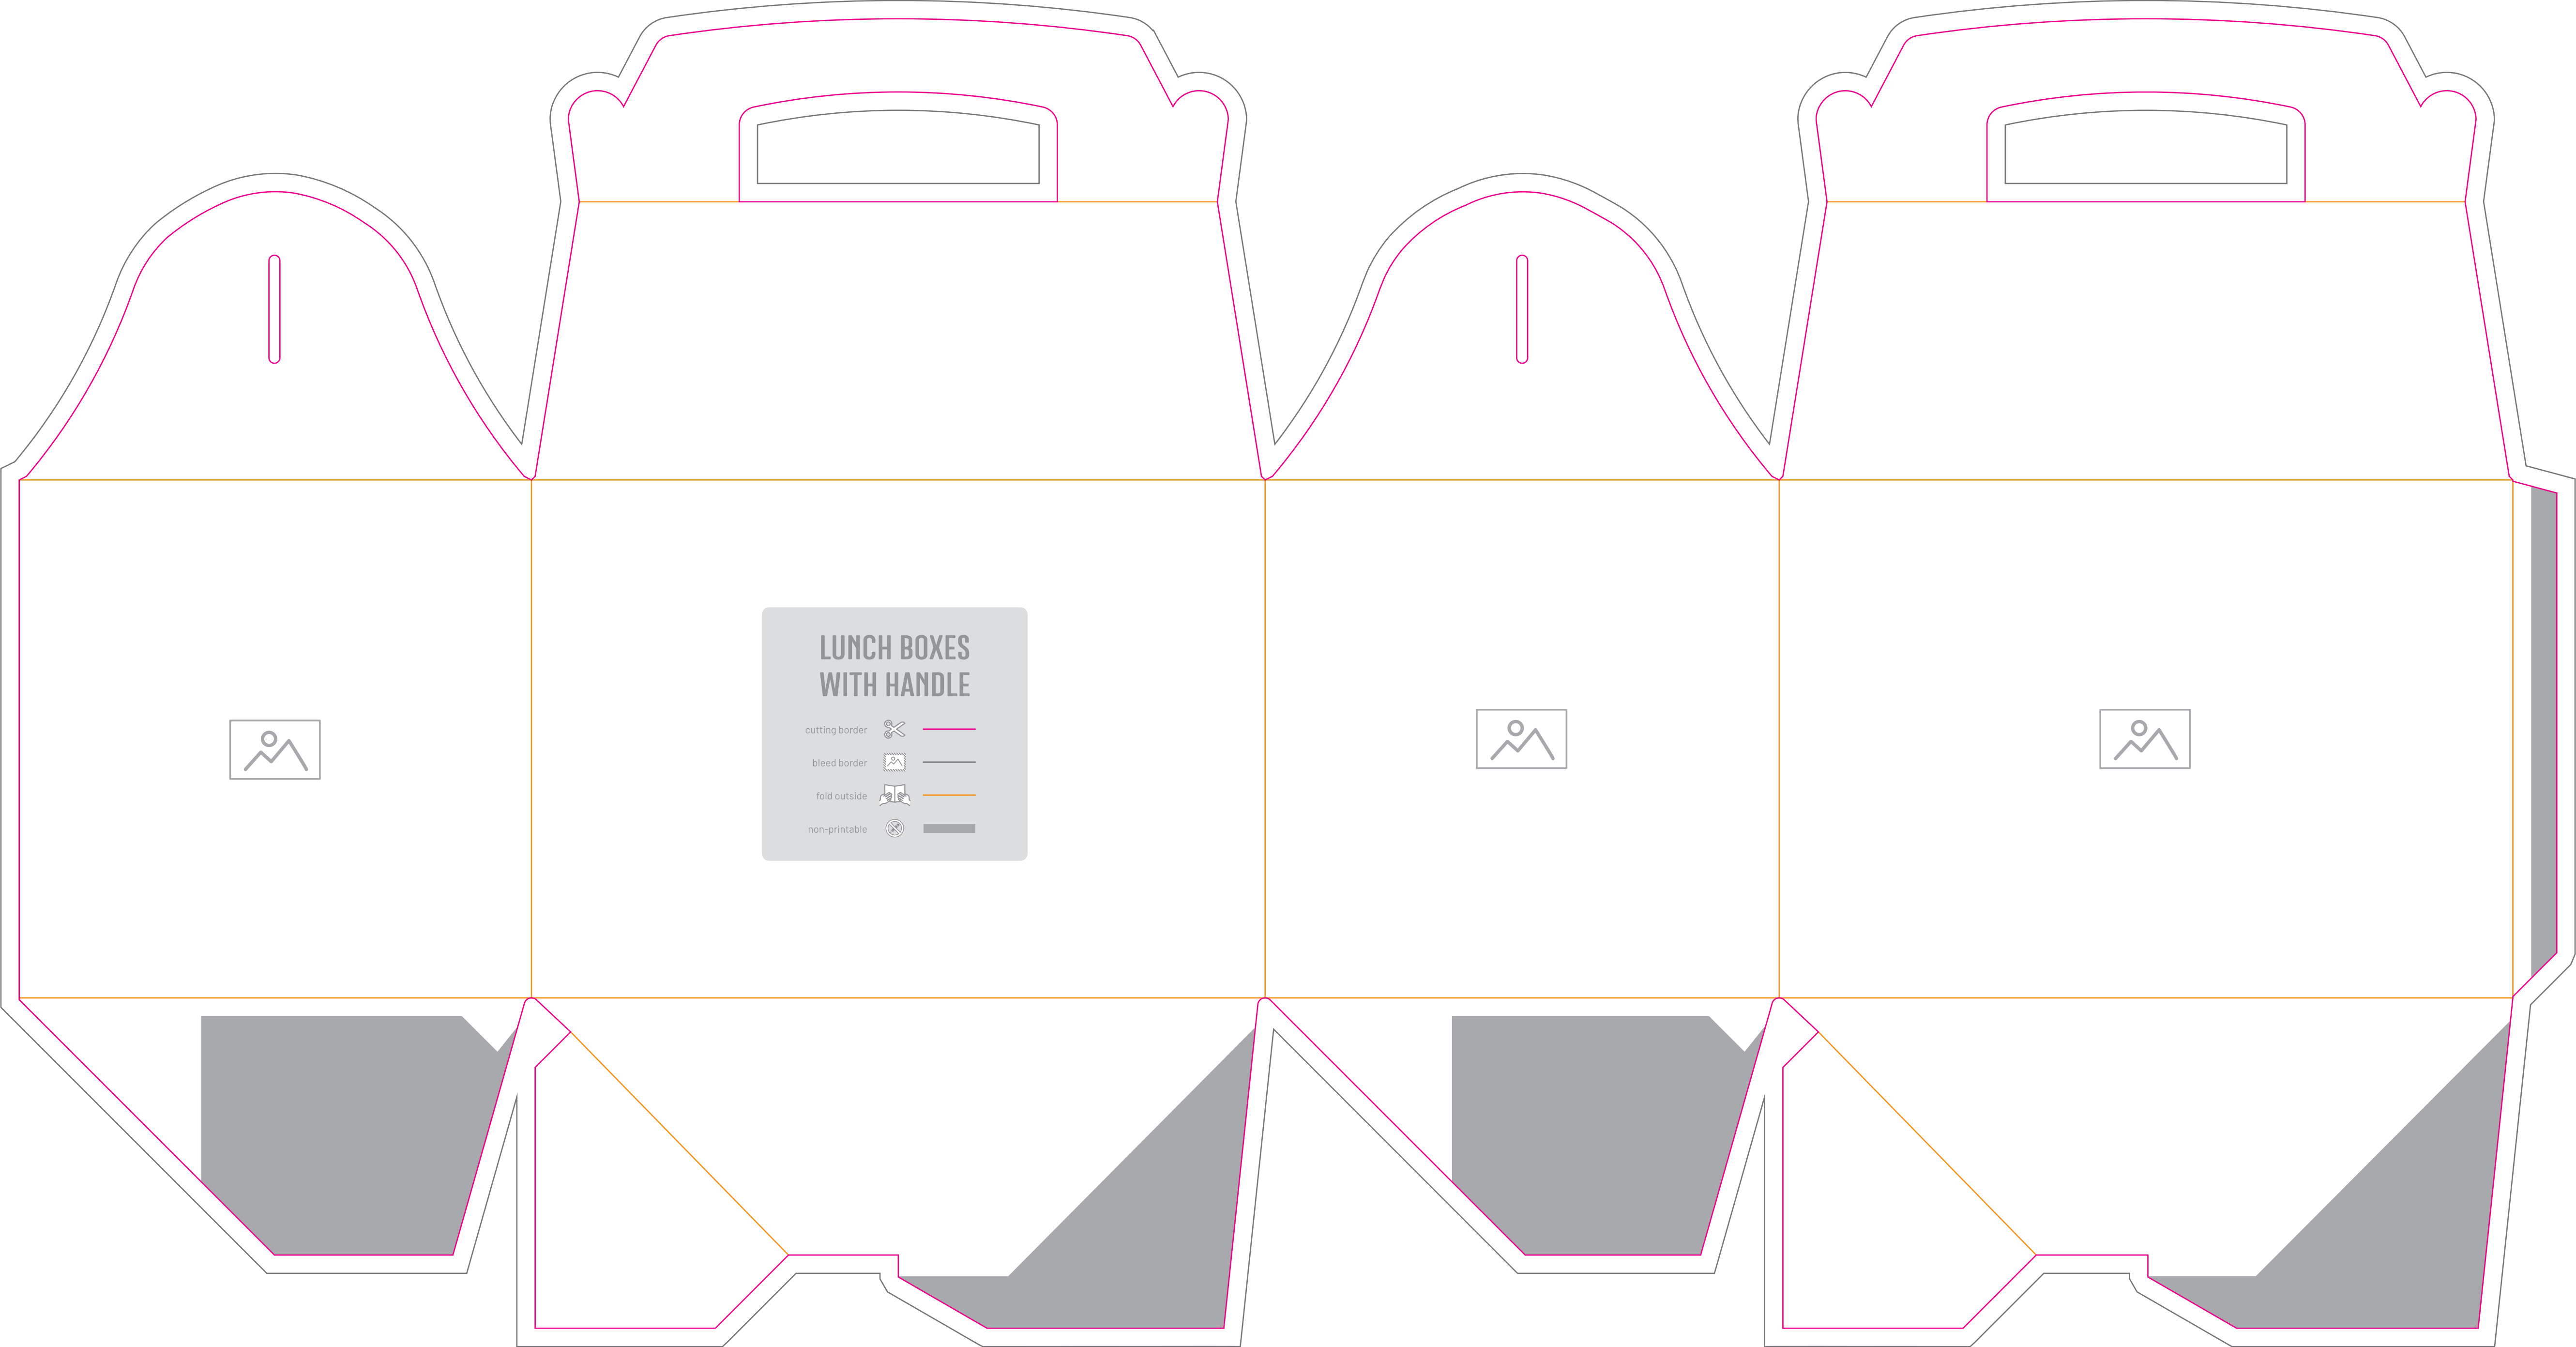 LUNCH BOXES
WITH HANDLE
cutting border
bleed border
fold outside
non-printable